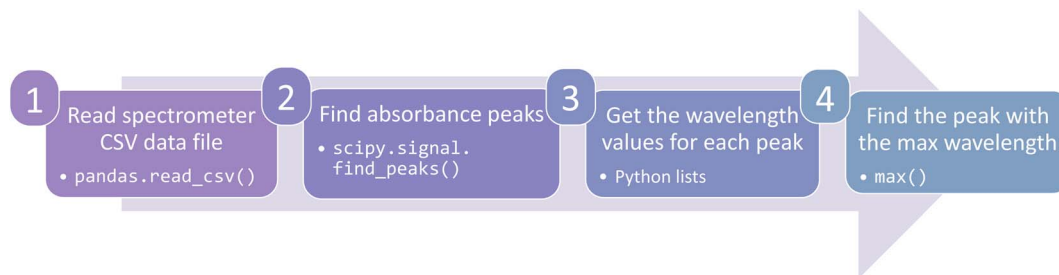 1
Read spectrometer
CSV data file
• pandas.read_csv()
2
Find absorbance peaks
• scipy.signal.
find_peaks()
3
Get the wavelength
values for each peak
• Python lists
4
Find the peak with
the max wavelength
• max()